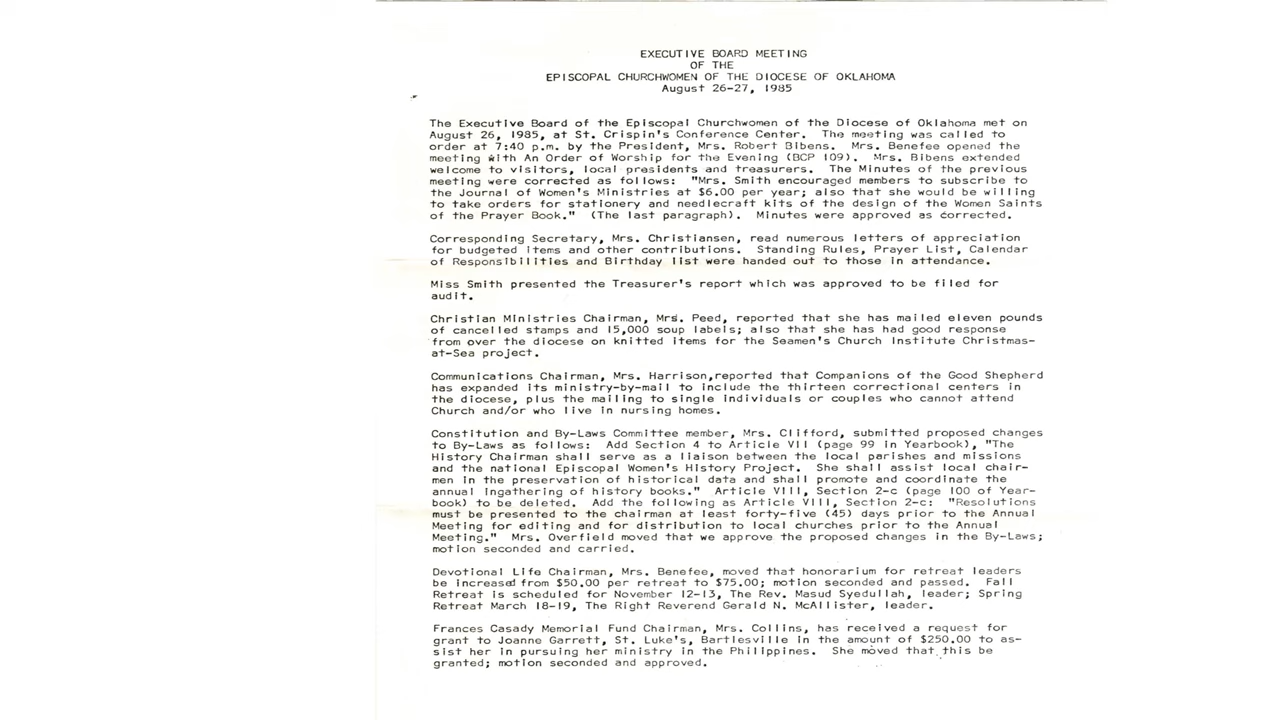 EXECUTIVE BOARD MEETING
OF THE
EPISCOPAL CHURCHWOMEN OF THE DIOCESE OF OKLAHOMA
August 26-27, 1985
The Executive Board of the Episcopal Churchwomen of the Diocese of Oklahoma met on
August 26, 1985, at St. Crispin's Conference Center. The meeting was called to
order at 7:40 p.m. by the President, Mrs. Robert Bibens. Mrs. Benefee opened the
meeting with An Order of Worship for the Evening (BCP 109). Mrs. Bibens extended
welcome to visitors, local presidents and treasurers. The Minutes of the previous
meeting were corrected as follows: "Mrs. Smith encouraged members to subscribe to
the Journal of Women's Ministries at $6.00 per year; also that she would be willing
to take orders for stationery and needlecraft kits of the design of the Women Saints
of the Prayer Book." (The last paragraph). Minutes were approved as corrected.
Corresponding Secretary, Mrs. Christiansen, read numerous letters of appreciation
for budgeted items and other contributions. Standing Rules, Prayer List, Calendar
of Responsibilities and Birthday list were handed out to those in attendance.
Miss Smith presented the Treasurer's report which was approved to be filed for
audit.
Christian Ministries Chairman, Mrs. Peed, reported that she has mailed eleven pounds
of cancelled stamps and 15,000 soup labels; also that she has had good response
from over the diocese on knitted items for the Seamen's Church Institute Christmas-
at-Sea project.
Communications Chairman, Mrs. Harrison,reported that Companions of the Good Shepherd
has expanded its ministry-by-mail to include the thirteen correctional centers in
the diocese, plus the mailing to single individuals or couples who cannot attend
Church and/or who live in nursing homes.
Constitution and By-Laws Committee member, Mrs. Clifford, submitted proposed changes
to By-Laws as follows: Add Section 4 to Article VII (page 99 in Yearbook), "The
History Chairman shall serve as a liaison between the local parishes and missions
and the national Episcopal Women's History Project. She shall assist local chair-
men in the preservation of historical data and shall promote and coordinate the
annual ingathering of history books." Article VIII, Section 2-c (page 100 of Year-
book) to be deleted. Add the following as Article VIII, Section 2-c: "Resolutions
must be presented to the chairman at least forty-five (45) days prior to the Annual
Meeting for editing and for distribution to local churches prior to the Annual
Meeting." Mrs. Overfield moved that we approve the proposed changes in the By-Laws;
motion seconded and carried.
Devotional Life Chairman, Mrs. Benefee, moved that honorarium for retreat leaders
be increased from $50.00 per retreat to $75.00; motion seconded and passed. Fall
Retreat is scheduled for November 12-13, The Rev. Masud Syedullah, leader; Spring
Retreat March 18-19, The Right Reverend Gerald N. McAllister, leader.
Frances Casady Memorial Fund Chairman, Mrs. Collins, has received a request for
grant to Joanne Garrett, St. Luke's, Bartlesville in the amount of $250.00 to as-
sist her in pursuing her ministry in the Philippines. She moved that this be
granted; motion seconded and approved.